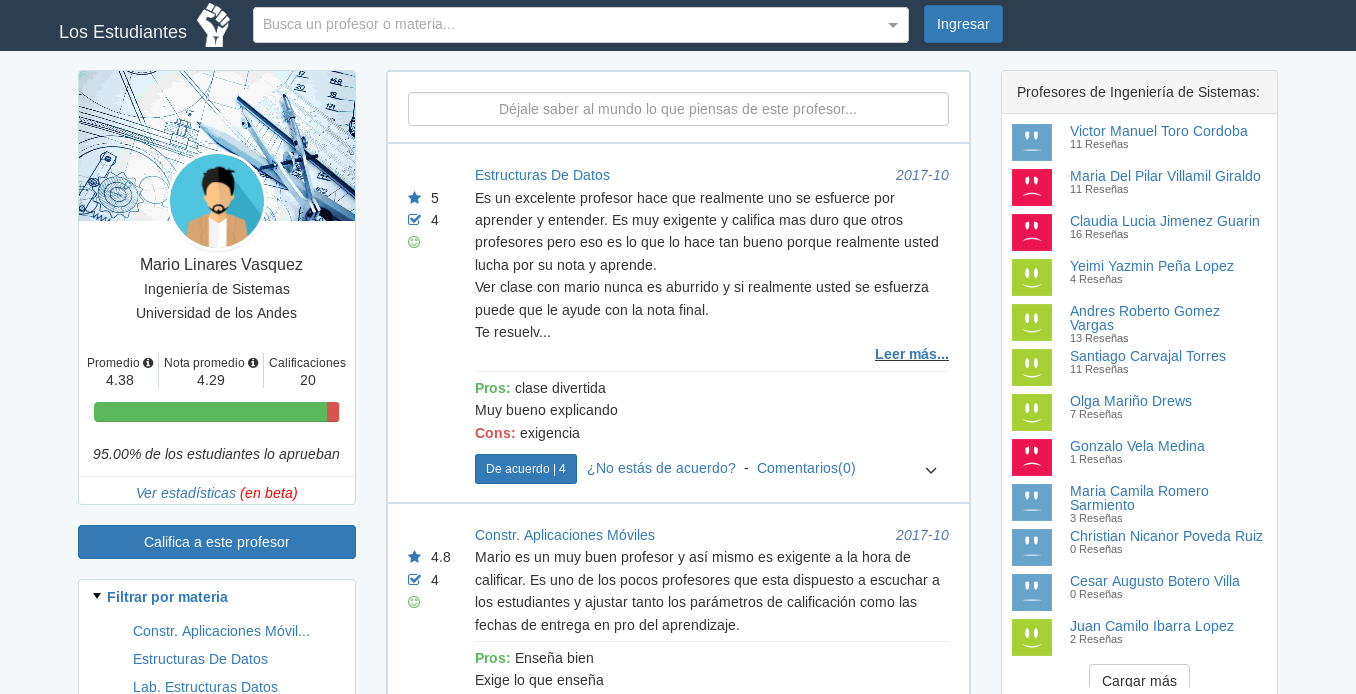 Los Estudiantes
Busca un profesor o materia...
Ingresar
Mario Linares Vasquez
Ingeniería de Sistemas
Universidad de los Andes
Promedio Nota promedio Calificaciones
4.38 4.29 20
95.00% de los estudiantes lo aprueban
Ver estadísticas (en beta)
Califica a este profesor
Filtrar por materia
Constr. Aplicaciones Móvil...
Estructuras De Datos
Lab. Estructuras Datos
Déjale saber al mundo lo que piensas de este profesor...
Estructuras De Datos 2017-10
5
4
Es un excelente profesor hace que realmente uno se esfuerce por
aprender y entender. Es muy exigente y califica mas duro que otros
profesores pero eso es lo que lo hace tan bueno porque realmente usted
lucha por su nota y aprende.
Ver clase con mario nunca es aburrido y si realmente usted se esfuerza
puede que le ayude con la nota final.
Te resuelv...
Leer más...
Pros: clase divertida
Muy bueno explicando
Cons: exigencia
De acuerdo | 4 ¿No estás de acuerdo? - Comentarios(0)
Constr. Aplicaciones Móviles 2017-10
4.8
4
Mario es un muy buen profesor y así mismo es exigente a la hora de
calificar. Es uno de los pocos profesores que esta dispuesto a escuchar a
los estudiantes y ajustar tanto los parámetros de calificación como las
fechas de entrega en pro del aprendizaje.
Pros: Enseña bien
Exige lo que enseña
Profesores de Ingeniería de Sistemas:
Victor Manuel Toro Cordoba
11 Reseñas
Maria Del Pilar Villamil Giraldo
11 Reseñas
Claudia Lucia Jimenez Guarin
16 Reseñas
Yeimi Yazmin Peña Lopez
4 Reseñas
Andres Roberto Gomez
Vargas
13 Reseñas
Santiago Carvajal Torres
11 Reseñas
Olga Mariño Drews
7 Reseñas
Gonzalo Vela Medina
1 Reseñas
Maria Camila Romero
Sarmiento
3 Reseñas
Christian Nicanor Poveda Ruiz
0 Reseñas
Cesar Augusto Botero Villa
0 Reseñas
Juan Camilo Ibarra Lopez
2 Reseñas
Cargar más